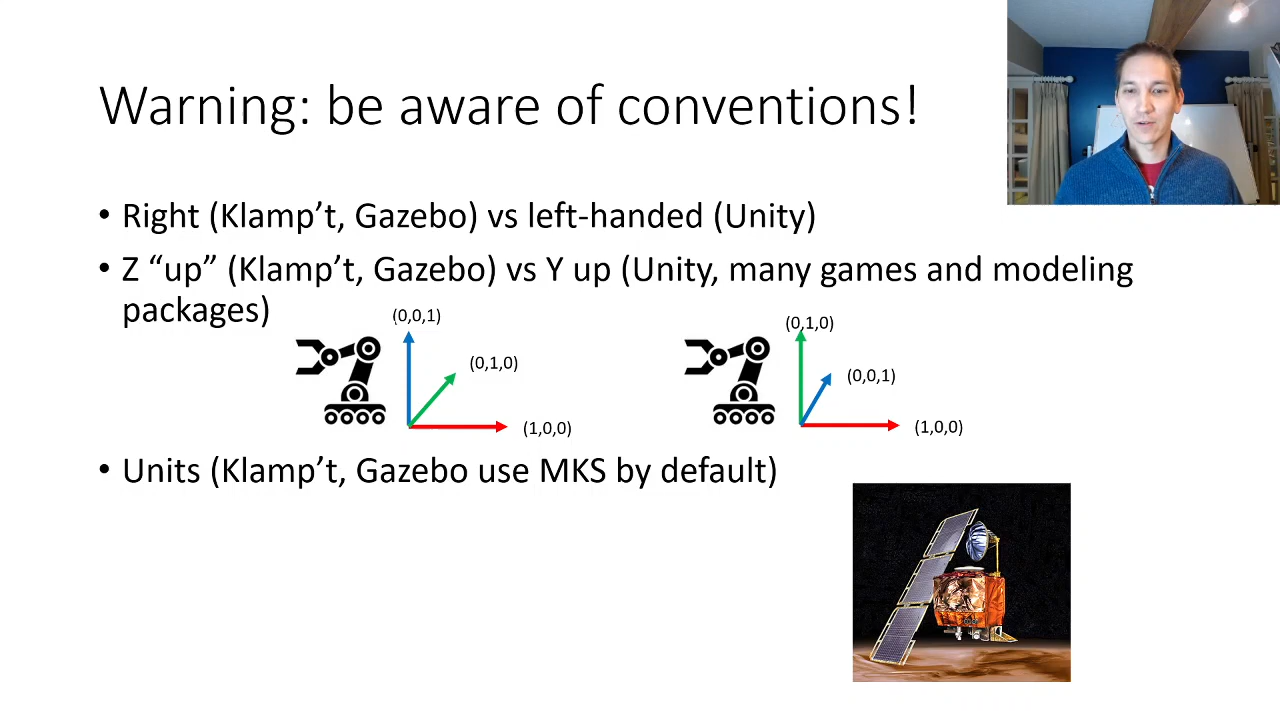 Warning: be aware of conventions!
• Right (Klamp’t, Gazebo) vs left-handed (Unity)
• Z “up” (Klamp’t, Gazebo) vs Y up (Unity, many games and modeling
packages)
(0,0,1)
(0,1,0)
(1,0,0)
(0,1,0)
(0,0,1)
(1,0,0)
• Units (Klamp’t, Gazebo use MKS by default)